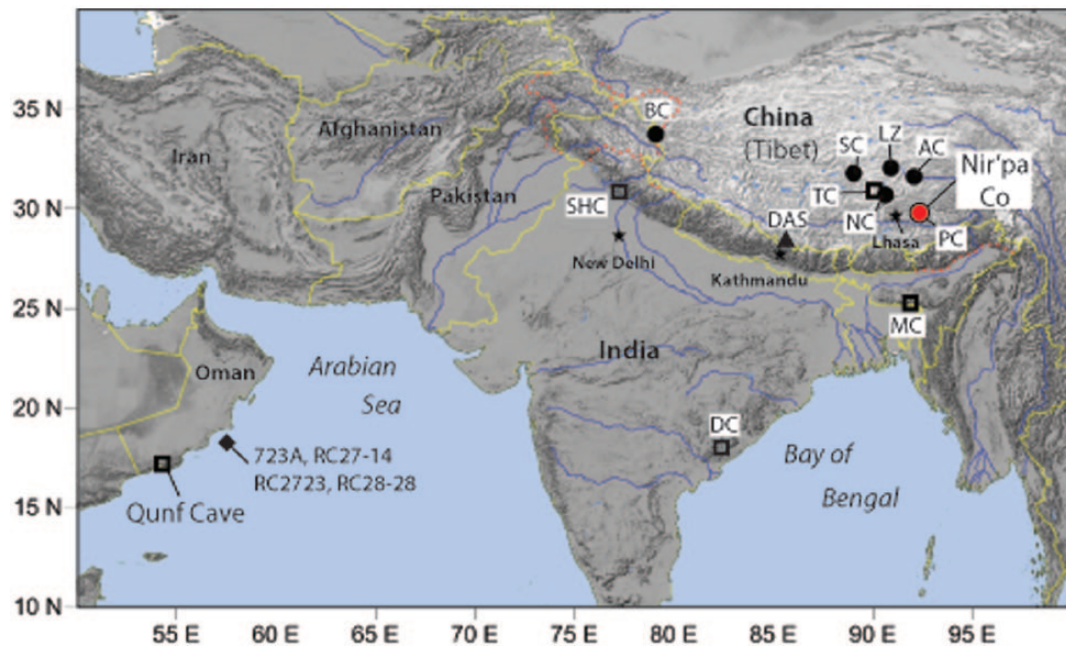 35 N
30 N
25 N
20 N
15 N
10 N
55 E
60 E
65 E
70 E
75 E
80 E
85 E
90 E
95 E
Iran
Afghanistan
Pakistan
China
(Tibet)
BC
SC
LZ
AC
TC
NC
Nir'pa
Co
PC
Lhasa
SHC
New Delhi
DAS
Kathmandu
MC
India
DC
Oman
Arabian
Sea
Bay of
Bengal
723A, RC27-14
RC2723, RC28-28
Qunf Cave